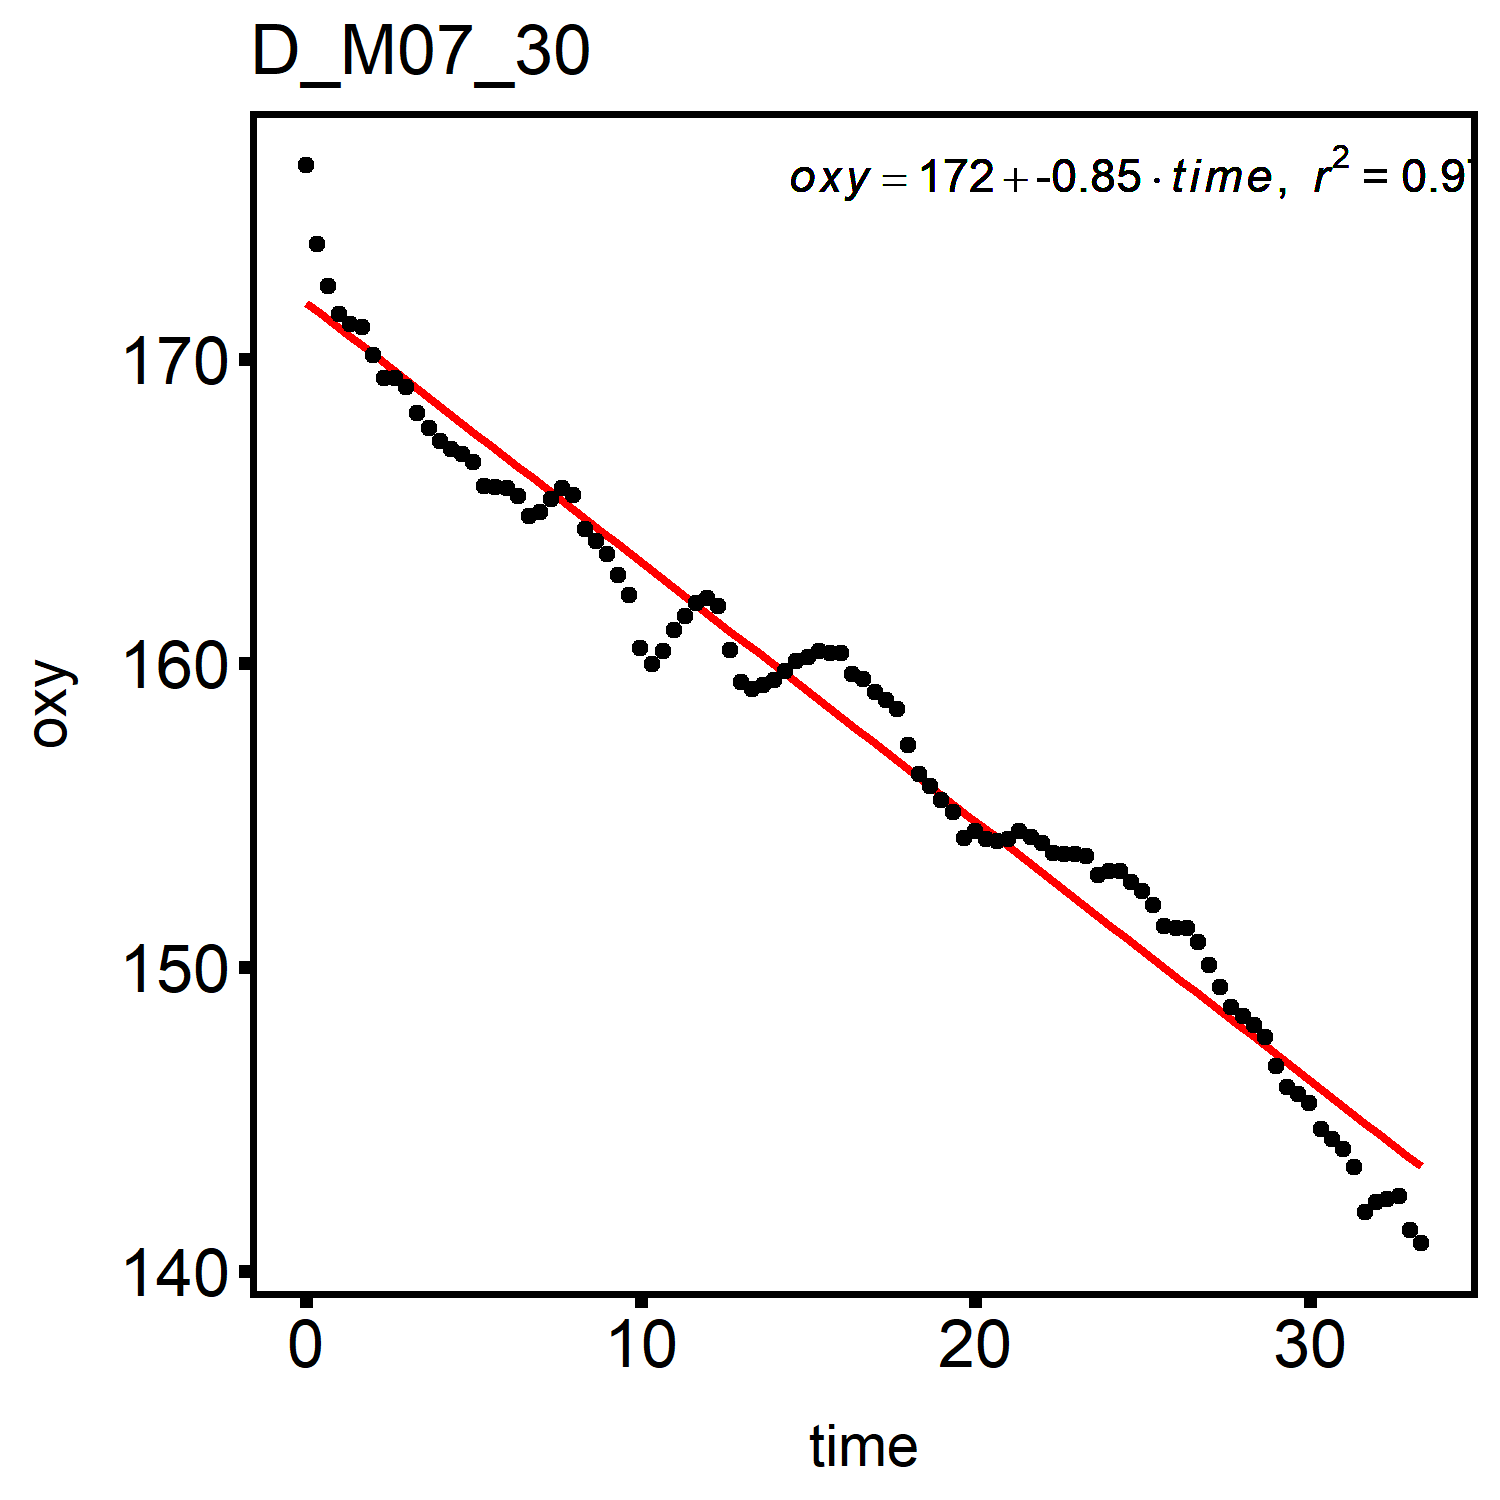 D_M07_30
oxy = 172 + -0.85 · time, r² = 0.9
170
160
150
140
oxy
0 10 20 30
time